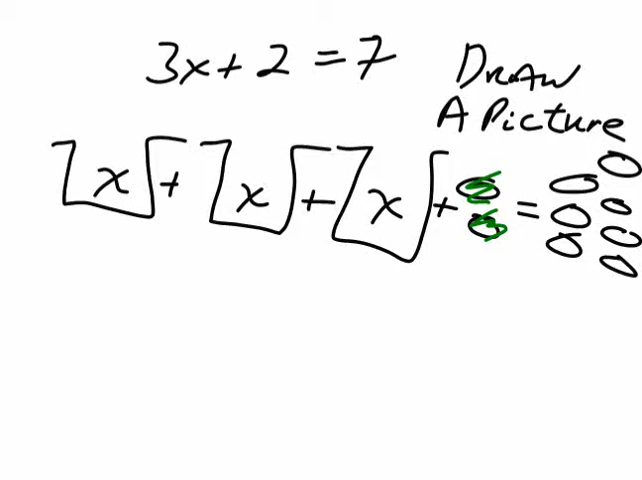 3x + 2 = 7
DRAW
A Picture
x + x + x + =